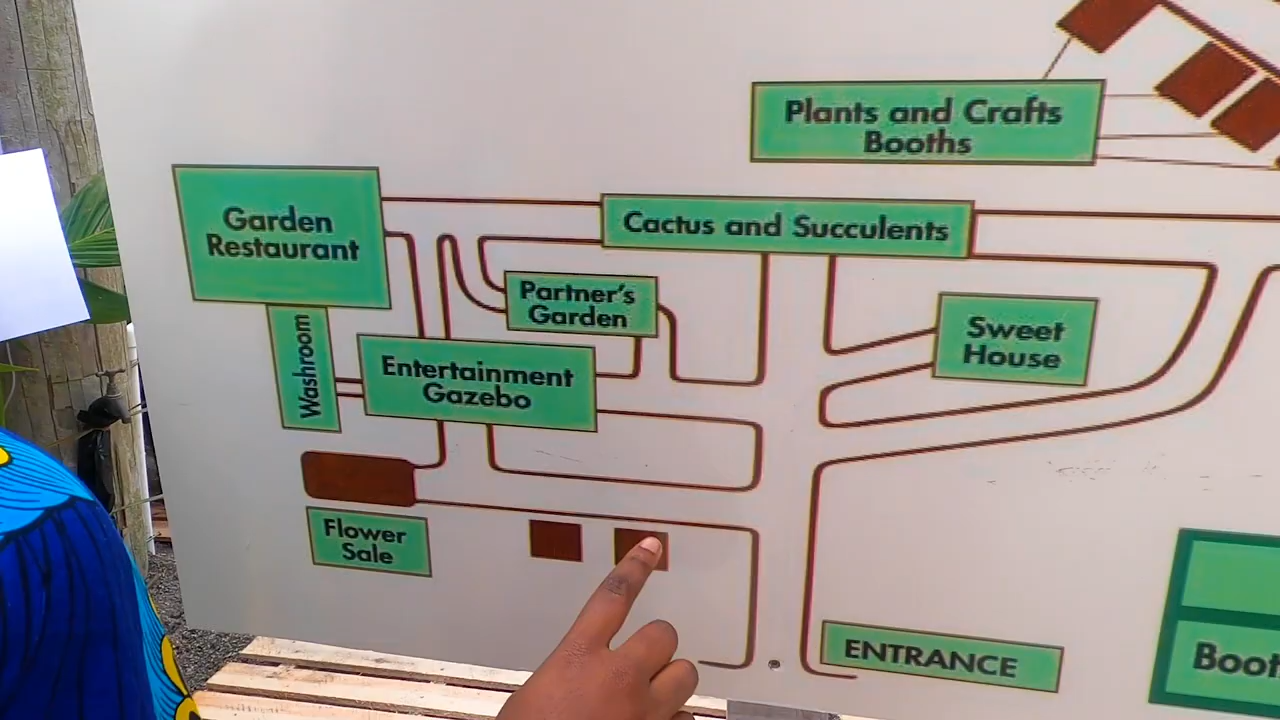 Plants and Crafts
Booths
Garden
Restaurant
Cactus and Succulents
Partner's
Garden
Sweet
House
Washroom
Entertainment
Gazebo
Flower
Sale
ENTRANCE